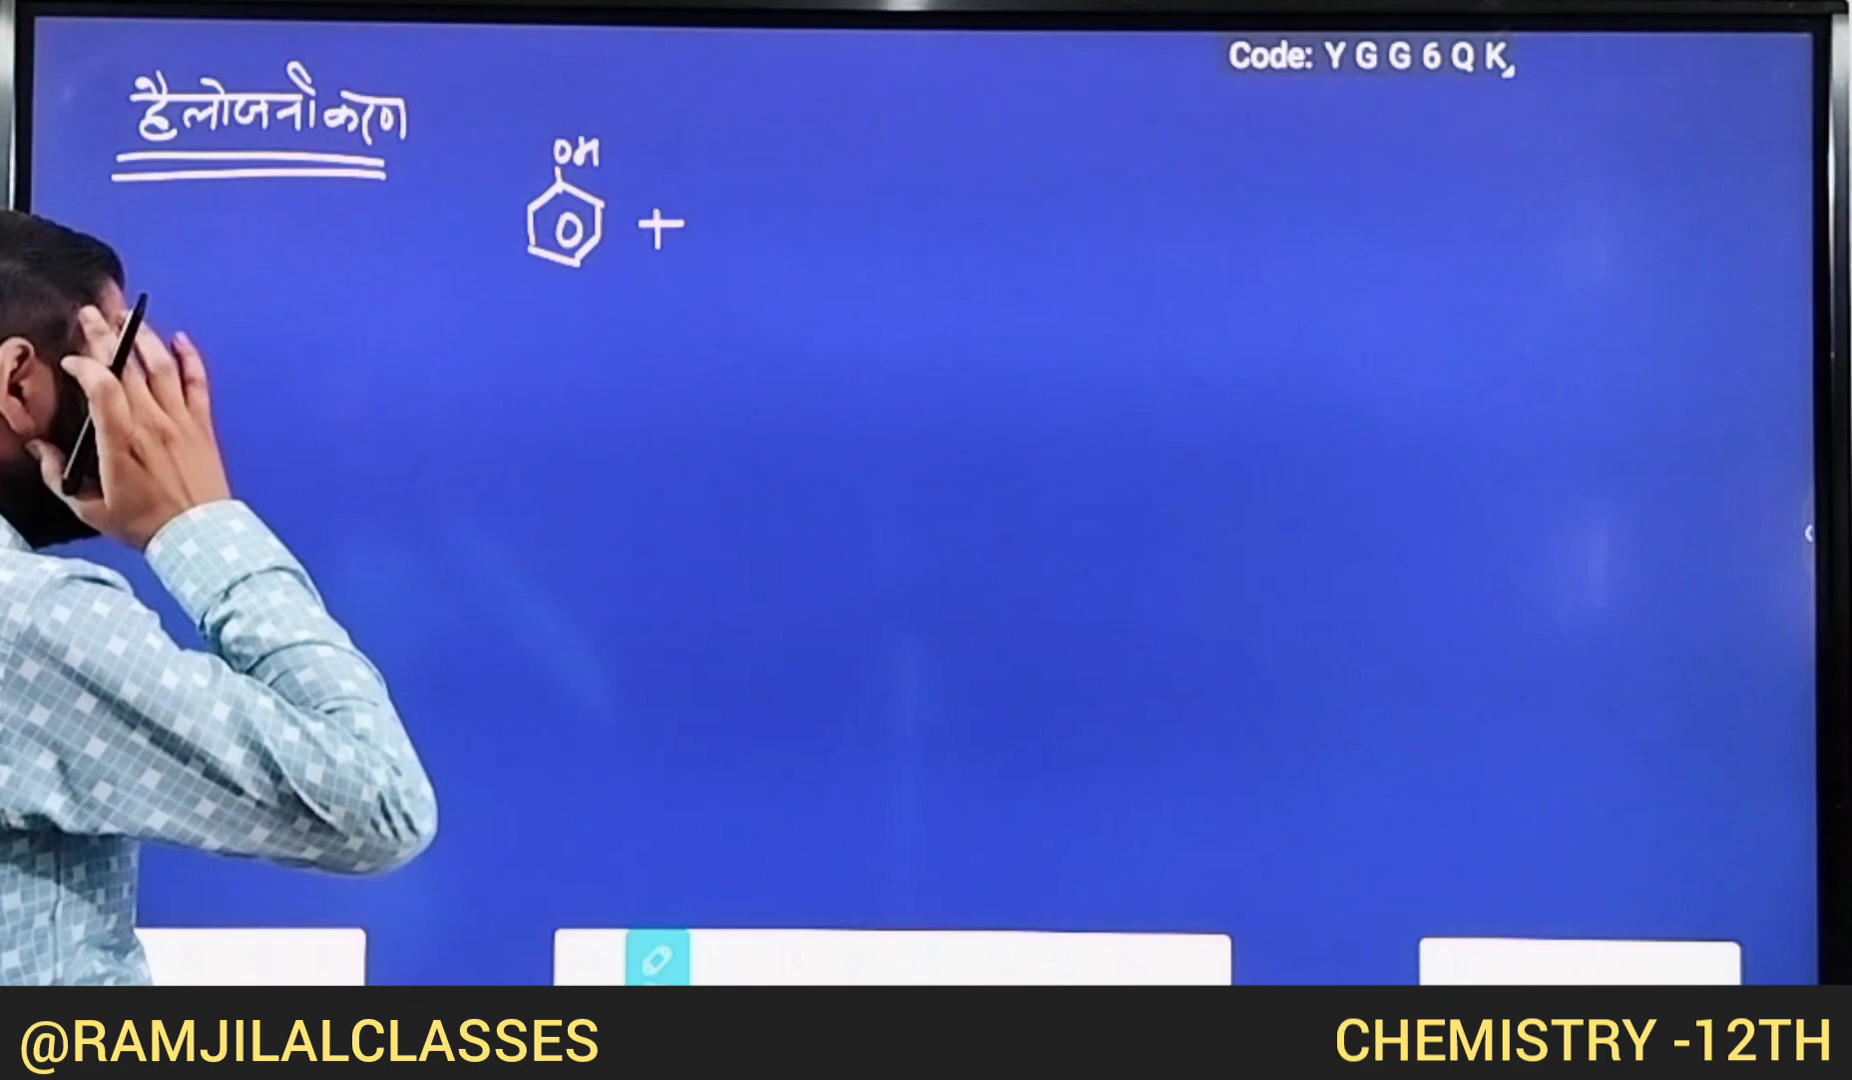 Code: Y G G 6 Q K
हैलोजनीकरण
OH
+
@RAMJILALCLASSES
CHEMISTRY -12TH